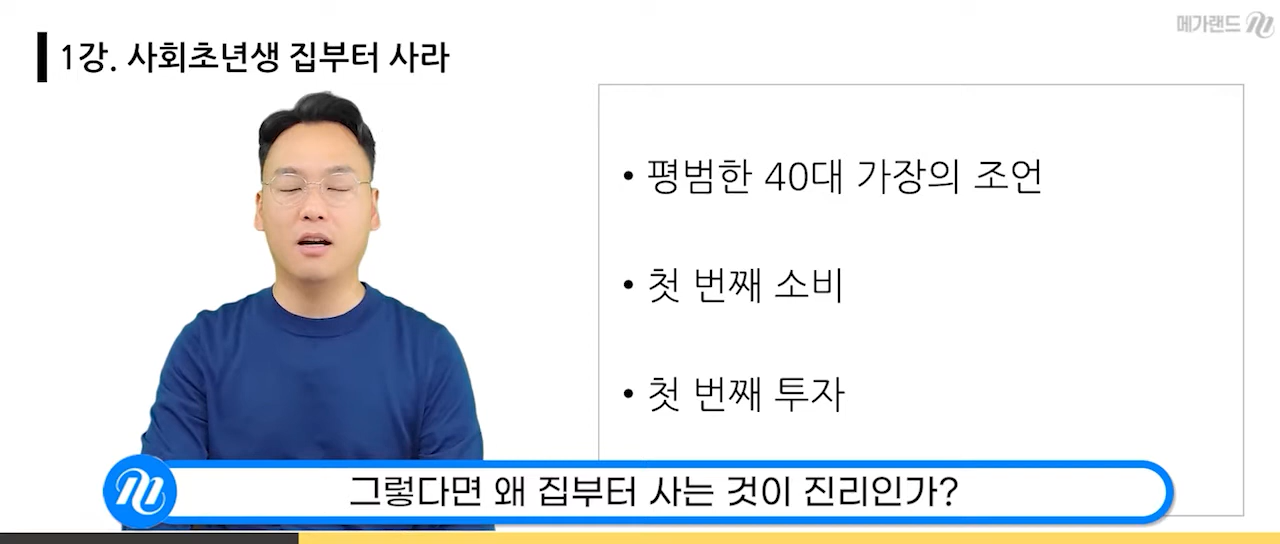 메가랜드
1강. 사회초년생 집부터 사라
• 평범한 40대 가장의 조언
• 첫 번째 소비
• 첫 번째 투자
그렇다면 왜 집부터 사는 것이 진리인가?